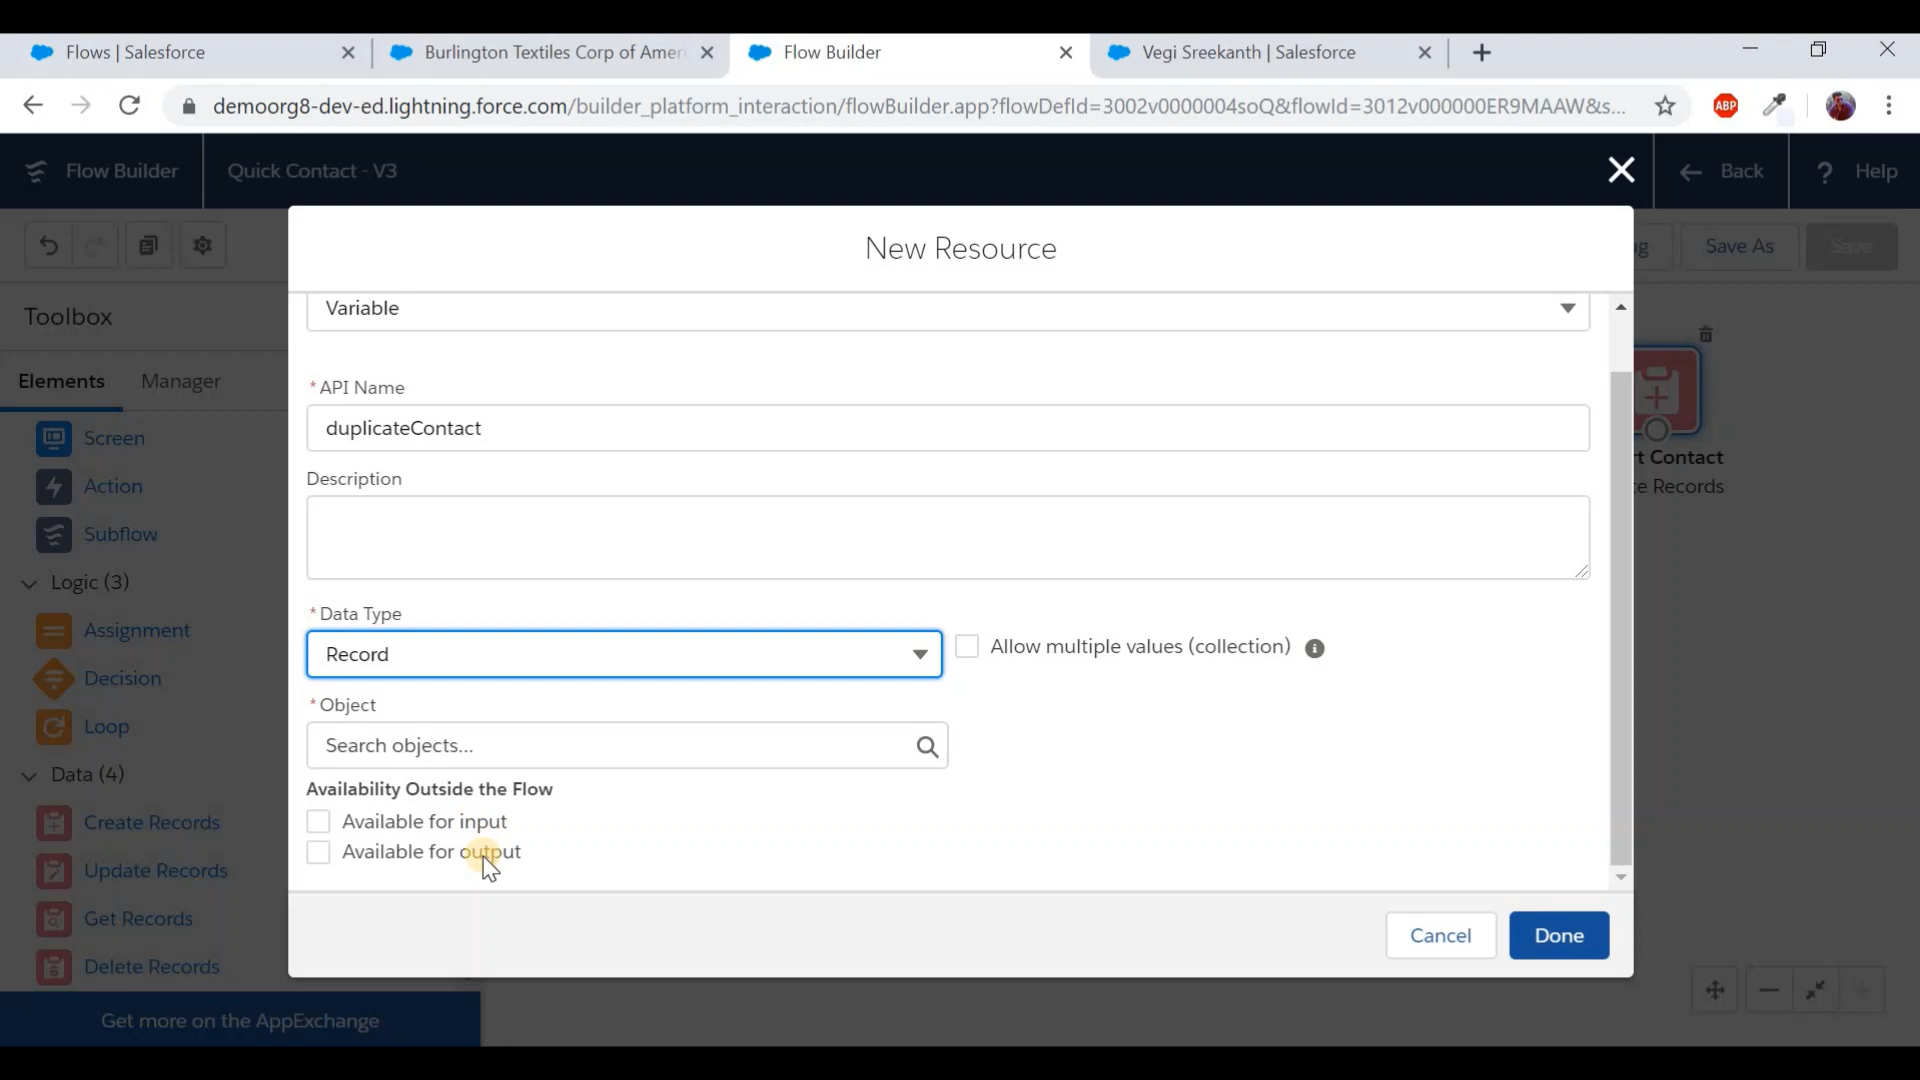 Flows | Salesforce
Burlington Textiles Corp of Amer
Flow Builder
Vegi Sreekanth | Salesforce
demoorg8-dev-ed.lightning.force.com/builder_platform_interaction/flowBuilder.app?flowDefId=3002v0000004soQ&flowId=3012v000000ER9MAAW&s...
ABP
Flow Builder
Quick Contact - V3
Back
? Help
New Resource
Save As
Save
Toolbox
Variable
Elements
Manager
* API Name
duplicateContact
Screen
Action
Subflow
Description
t Contact
e Records
Logic (3)
Assignment
Decision
Loop
* Data Type
Record
Allow multiple values (collection)
* Object
Search objects...
Data (4)
Availability Outside the Flow
Available for input
Available for output
Create Records
Update Records
Get Records
Delete Records
Cancel
Done
Get more on the AppExchange